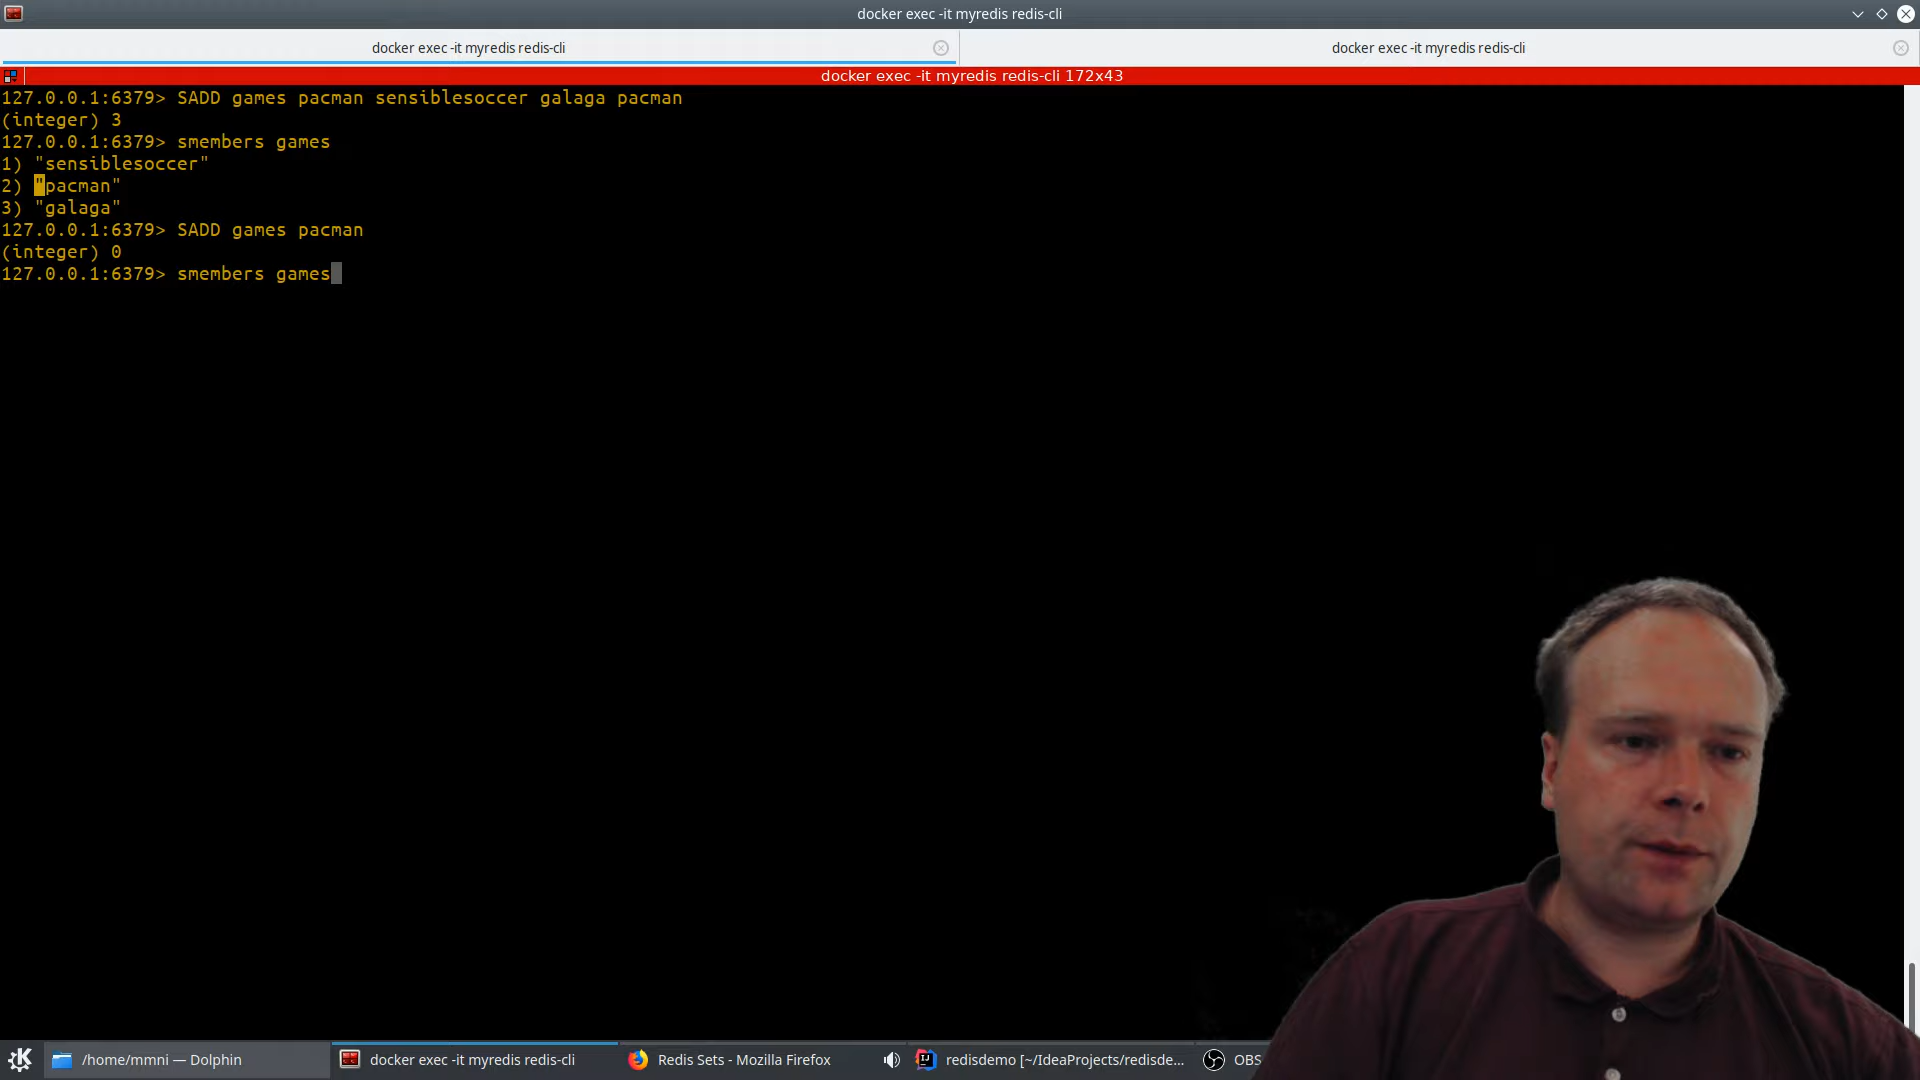 docker exec -it myredis redis-cli
docker exec -it myredis redis-cli
docker exec -it myredis redis-cli
docker exec -it myredis redis-cli 172x43
127.0.0.1:6379> SADD games pacman sensiblesoccer galaga pacman
(integer) 3
127.0.0.1:6379> smembers games
1) "sensiblesoccer"
2) "pacman"
3) "galaga"
127.0.0.1:6379> SADD games pacman
(integer) 0
127.0.0.1:6379> smembers games
/home/mmni — Dolphin
docker exec -it myredis redis-cli
Redis Sets - Mozilla Firefox
redisdemo [~/IdeaProjects/redisde...
OBS